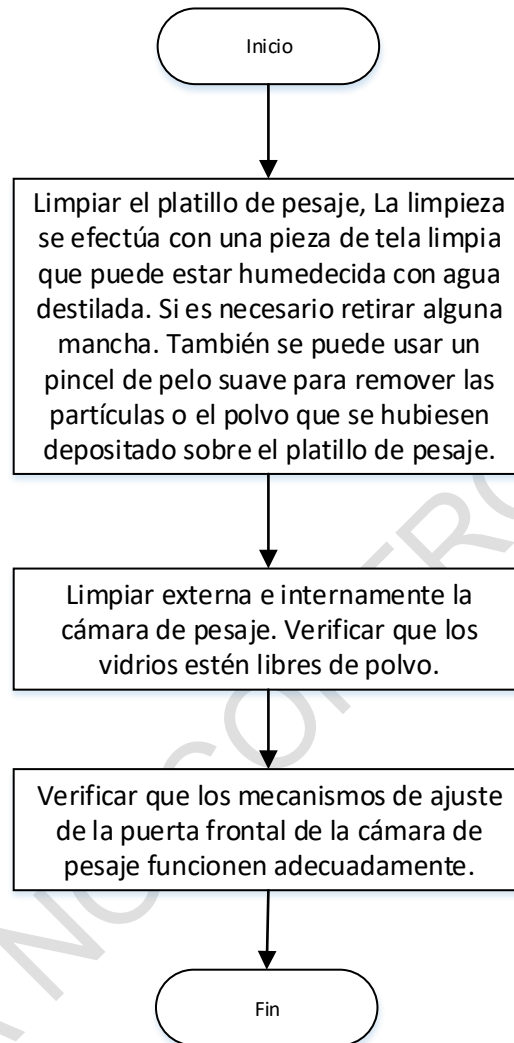 Inicio
Limpiar el platillo de pesaje, La limpieza
se efectúa con una pieza de tela limpia
que puede estar humedecida con agua
destilada. Si es necesario retirar alguna
mancha. También se puede usar un
pincel de pelo suave para remover las
partículas o el polvo que se hubiesen
depositado sobre el platillo de pesaje.
Limpiar externa e internamente la
cámara de pesaje. Verificar que los
vidrios estén libres de polvo.
Verificar que los mecanismos de ajuste
de la puerta frontal de la cámara de
pesaje funcionen adecuadamente.
Fin